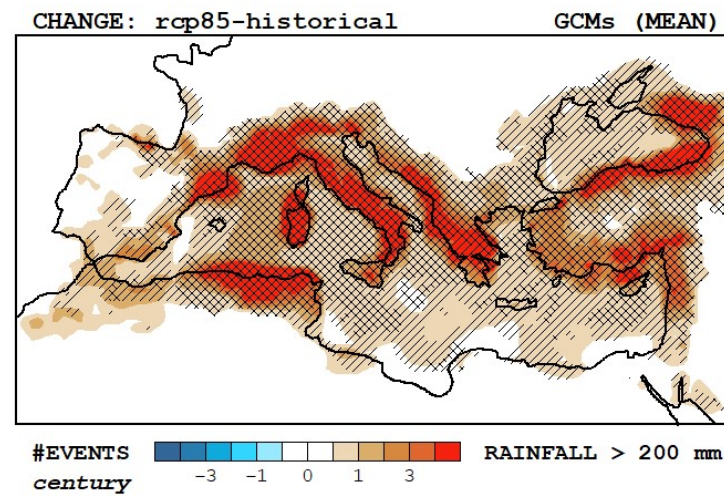 CHANGE: rcp85-historical GCMs (MEAN)
#EVENTS century
−3 −1 0 1 3
RAINFALL > 200 mm